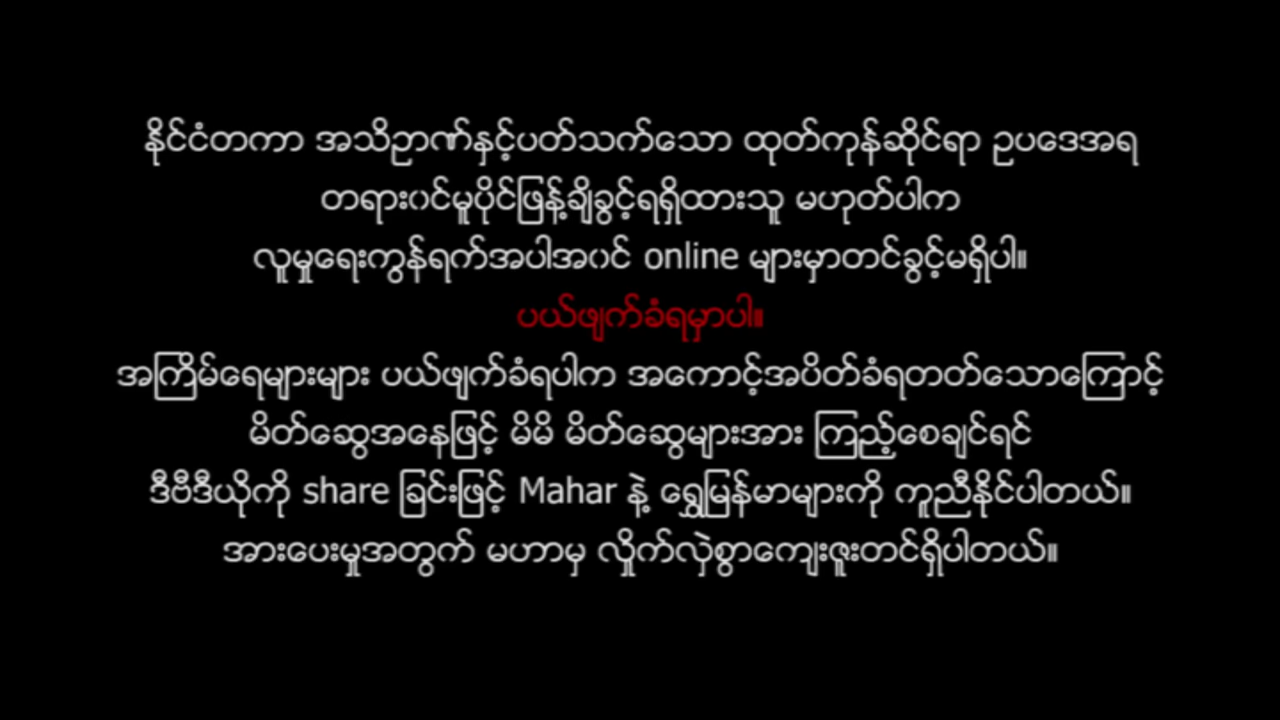 နိုင်ငံတကာ အသိဉာဏ်နှင့်ပတ်သက်သော ထုတ်ကုန်ဆိုင်ရာ ဥပဒေအရ
တရား၀င်မူပိုင်ဖြန့်ချိခွင့်ရရှိထားသူ မဟုတ်ပါက
လူမှုရေးကွန်ရက်အပါအ၀င် online များမှာတင်ခွင့်မရှိပါ။
ပယ်ဖျက်ခံရမှာပါ။
အကြိမ်ရေများများ ပယ်ဖျက်ခံရပါက အကောင့်အပိတ်ခံရတတ်သောကြောင့်
မိတ်ဆွေအနေဖြင့် မိမိ မိတ်ဆွေများအား ကြည့်စေချင်ရင်
ဒီဗီဒီယိုကို share ခြင်းဖြင့် Mahar နဲ့ ရွှေမြန်မာများကို ကူညီနိုင်ပါတယ်။
အားပေးမှုအတွက် မဟာမှ လှိုက်လှဲစွာကျေးဇူးတင်ရှိပါတယ်။